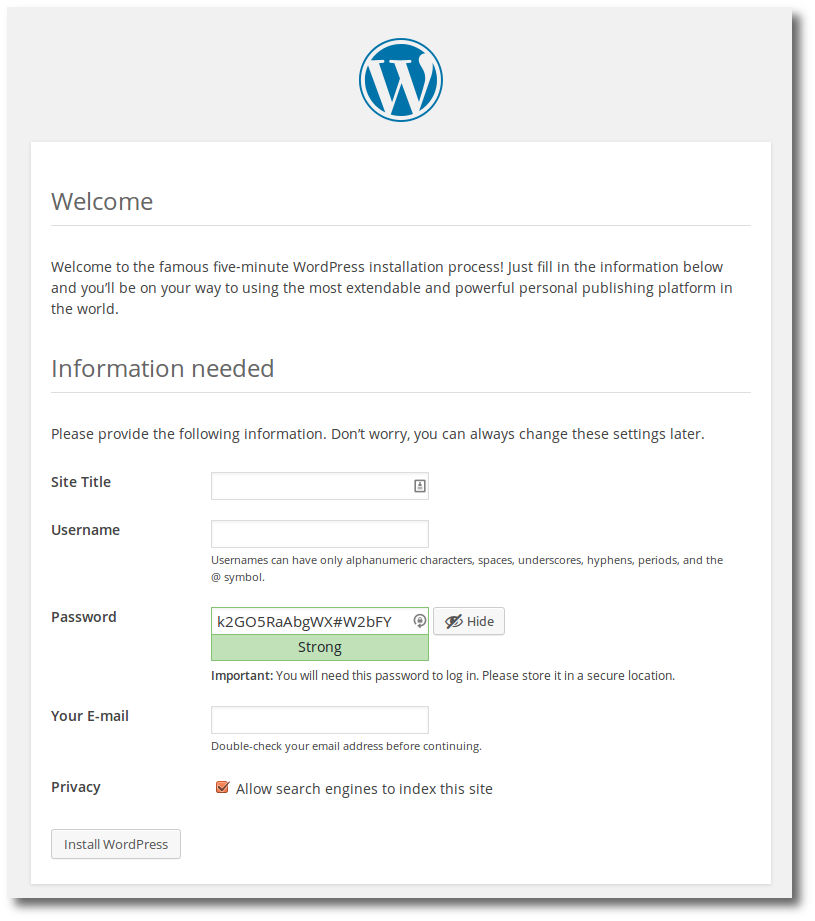 Welcome
Welcome to the famous five-minute WordPress installation process! Just fill in the information below
and you’ll be on your way to using the most extendable and powerful personal publishing platform in
the world.
Information needed
Please provide the following information. Don’t worry, you can always change these settings later.
Site Title
Username
Usernames can have only alphanumeric characters, spaces, underscores, hyphens, periods, and the
@ symbol.
Password
k2GO5RaAbgWX#W2bFY
Hide
Strong
Important: You will need this password to log in. Please store it in a secure location.
Your E-mail
Double-check your email address before continuing.
Privacy
Allow search engines to index this site
Install WordPress